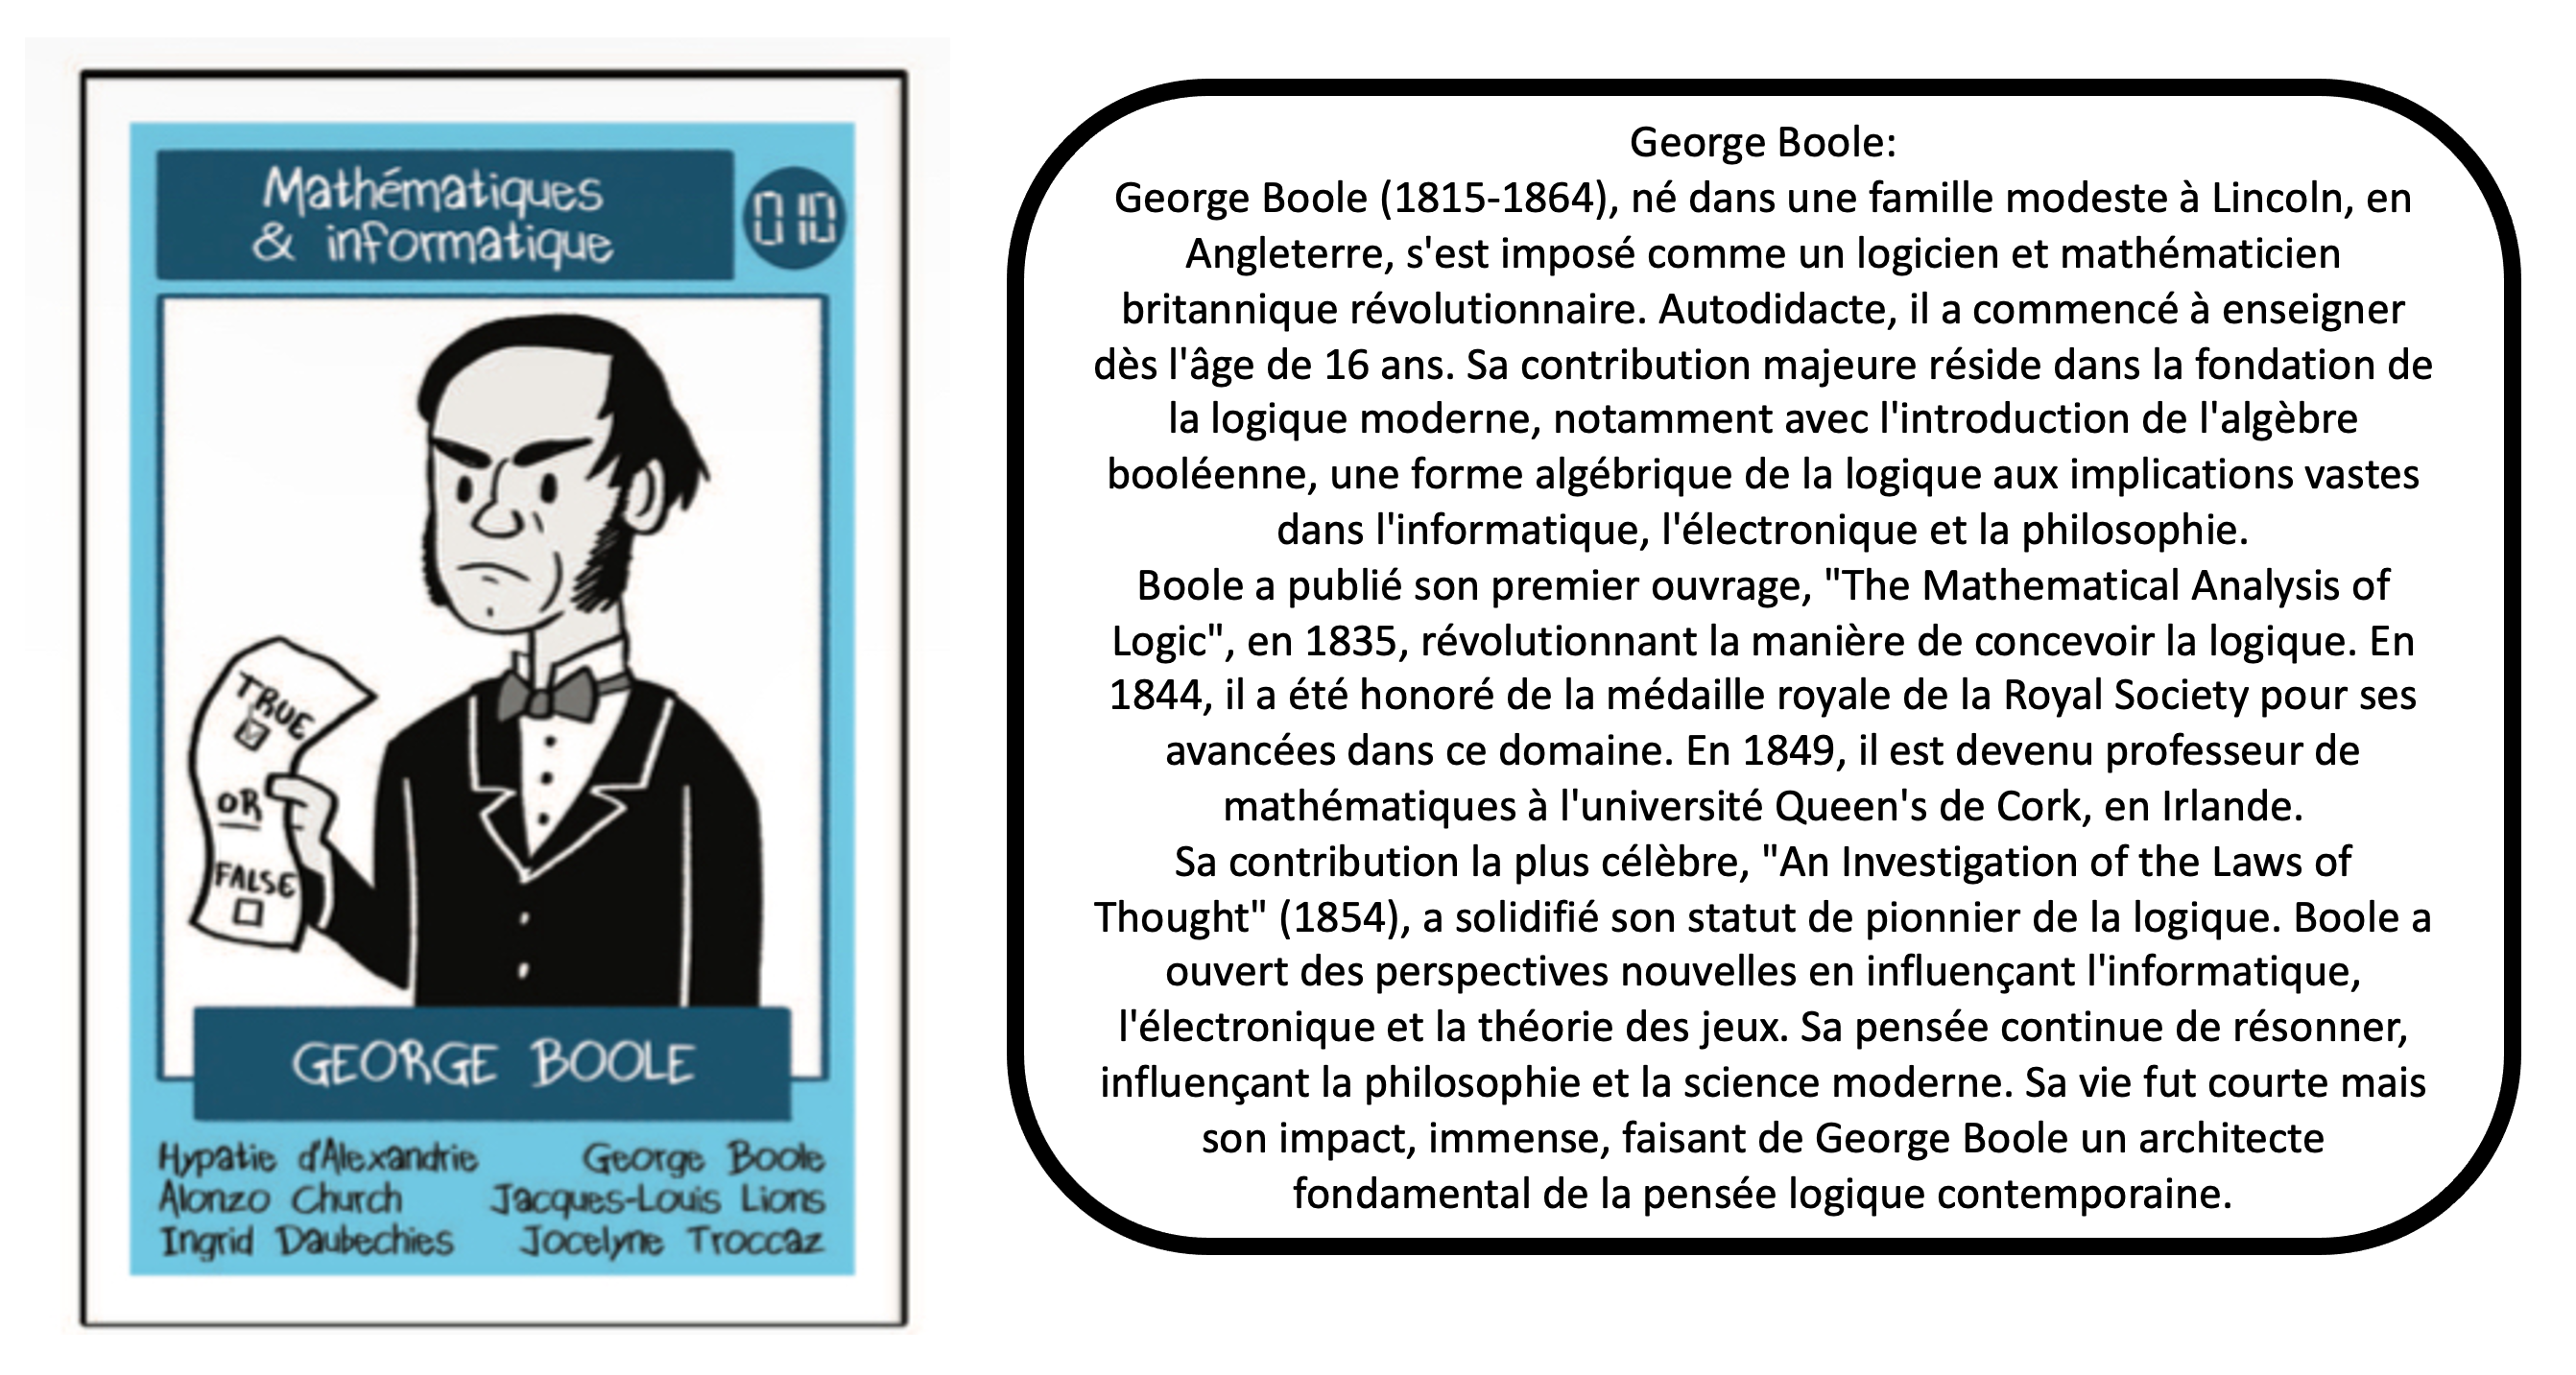 Mathématiques
& informatique
010
TRUE
OR
FALSE
GEORGE BOOLE
Hypatie d'Alexandrie
George Boole
Alonzo Church
Jacques-Louis Lions
Ingrid Daubechies
Jocelyne Troccaz
George Boole:
George Boole (1815-1864), né dans une famille modeste à Lincoln, en
Angleterre, s'est imposé comme un logicien et mathématicien
britannique révolutionnaire. Autodidacte, il a commencé à enseigner
dès l'âge de 16 ans. Sa contribution majeure réside dans la fondation de
la logique moderne, notamment avec l'introduction de l'algèbre
booléenne, une forme algébrique de la logique aux implications vastes
dans l'informatique, l'électronique et la philosophie.
Boole a publié son premier ouvrage, "The Mathematical Analysis of
Logic", en 1835, révolutionnant la manière de concevoir la logique. En
1844, il a été honoré de la médaille royale de la Royal Society pour ses
avancées dans ce domaine. En 1849, il est devenu professeur de
mathématiques à l'université Queen's de Cork, en Irlande.
Sa contribution la plus célèbre, "An Investigation of the Laws of
Thought" (1854), a solidifié son statut de pionnier de la logique. Boole a
ouvert des perspectives nouvelles en influençant l'informatique,
l'électronique et la théorie des jeux. Sa pensée continue de résonner,
influençant la philosophie et la science moderne. Sa vie fut courte mais
son impact, immense, faisant de George Boole un architecte
fondamental de la pensée logique contemporaine.